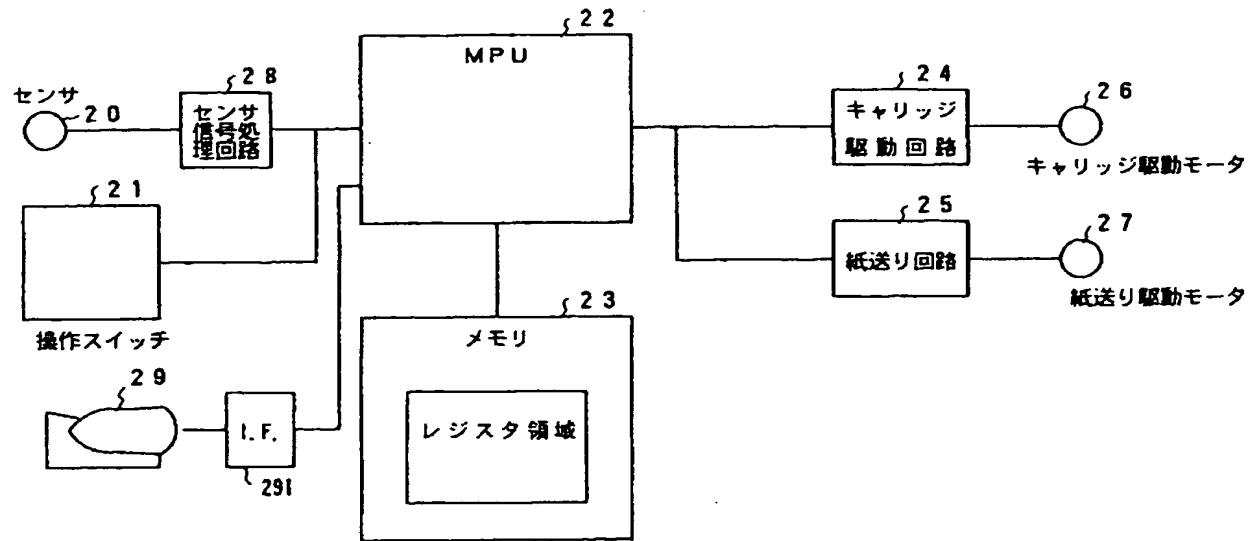 22
MPU
センサ
20
28
センサ
信号処
理回路
24
キャリッジ
駆動回路
26
キャリッジ駆動モータ
21
操作スイッチ
25
紙送り回路
27
紙送り駆動モータ
23
メモリ
レジスタ領域
29
I.F.
291